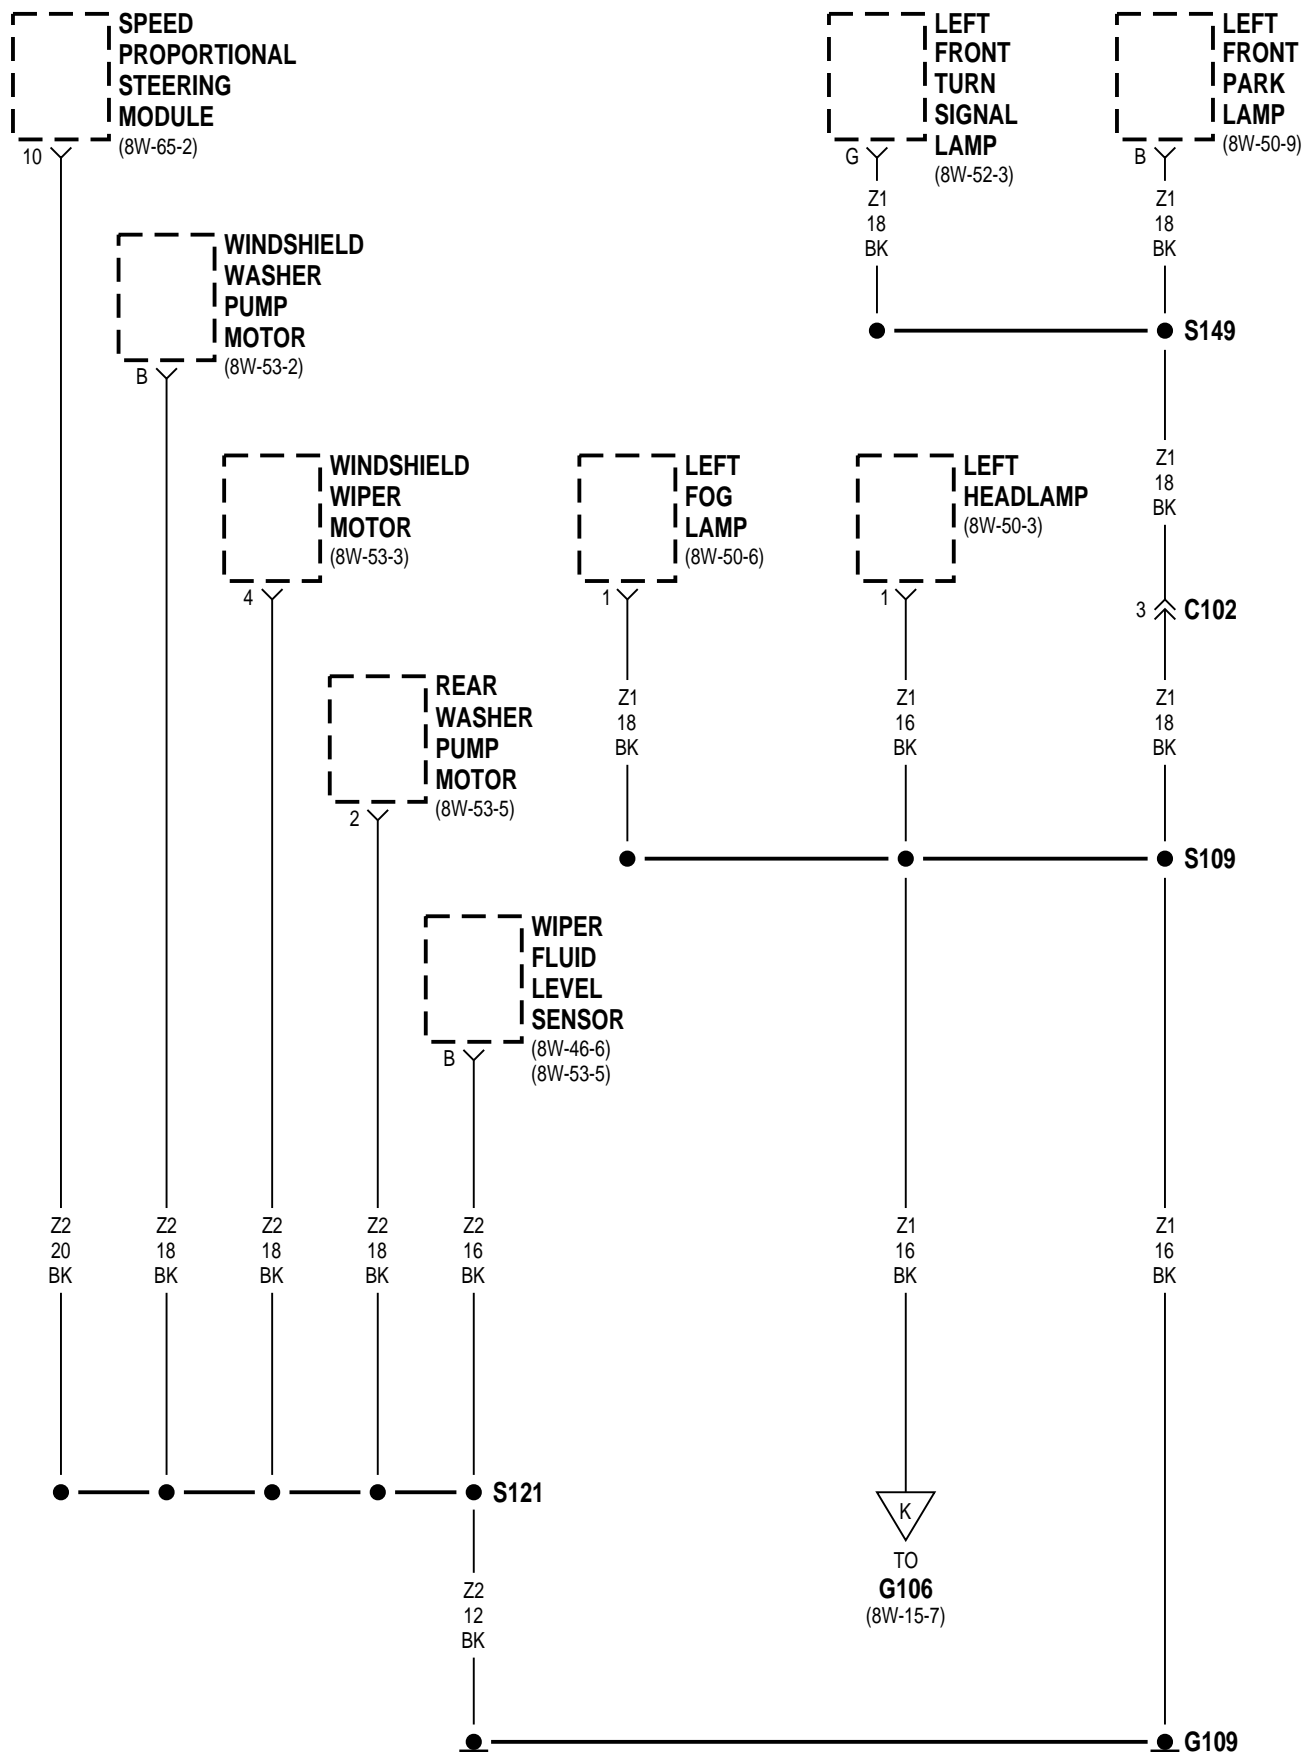 SPEED
PROPORTIONAL
STEERING
MODULE
(8W-65-2)
10
LEFT
FRONT
TURN
SIGNAL
LAMP
(8W-52-3)
G
LEFT
FRONT
PARK
LAMP
(8W-50-9)
B
Z1
18
BK
Z1
18
BK
S149
WINDSHIELD
WASHER
PUMP
MOTOR
(8W-53-2)
B
WINDSHIELD
WIPER
MOTOR
(8W-53-3)
4
LEFT
FOG
LAMP
(8W-50-6)
1
LEFT
HEADLAMP
(8W-50-3)
1
Z1
18
BK
3
C102
REAR
WASHER
PUMP
MOTOR
(8W-53-5)
2
Z1
18
BK
Z1
16
BK
Z1
18
BK
S109
WIPER
FLUID
LEVEL
SENSOR
(8W-46-6)
(8W-53-5)
B
Z2
20
BK
Z2
18
BK
Z2
18
BK
Z2
18
BK
Z2
16
BK
Z1
16
BK
Z1
16
BK
S121
K
TO
G106
(8W-15-7)
Z2
12
BK
G109